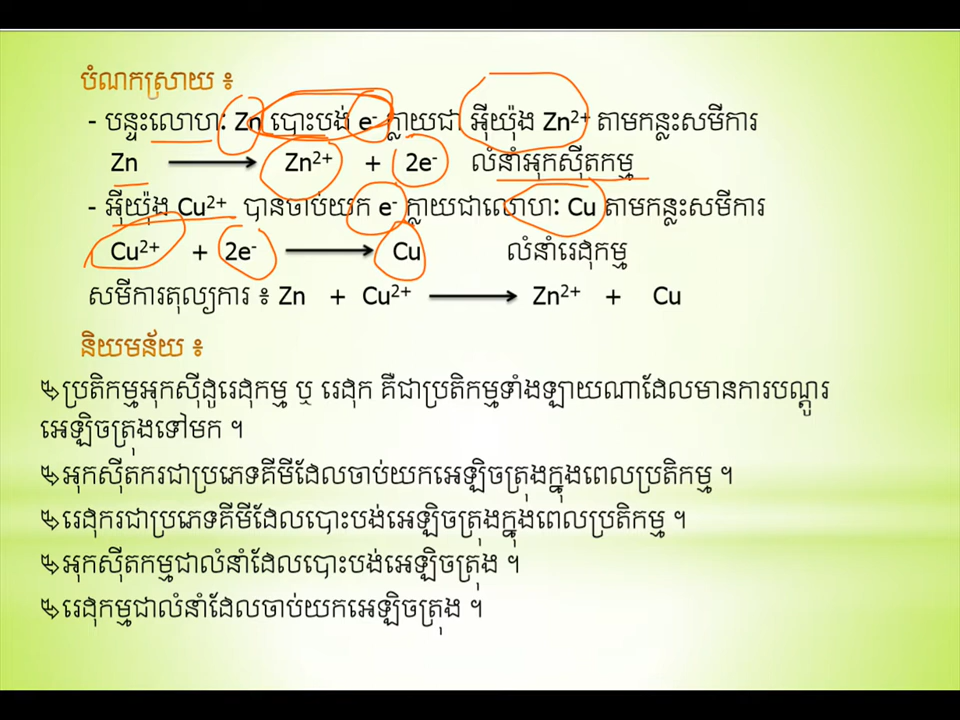 បំណកស្រាយ ៖
- បន្ទះលោហៈ Zn បោះបង់ e⁻ ក្លាយជា អ៊ីយ៉ុង Zn²⁺ តាមកន្លះសមីការ
Zn ⟶ Zn²⁺ + 2e⁻ លំនាំអុកស៊ីតកម្ម
- អ៊ីយ៉ុង Cu²⁺ បានចាប់យក e⁻ ក្លាយជាលោហៈ Cu តាមកន្លះសមីការ
Cu²⁺ + 2e⁻ ⟶ Cu លំនាំរេដុកម្ម
សមីការតុល្យការ ៖ Zn + Cu²⁺ ⟶ Zn²⁺ + Cu
និយមន័យ ៖
ប្រតិកម្មអុកស៊ីដូរេដុកម្ម ឬ រេដុក គឺជាប្រតិកម្មទាំងឡាយណាដែលមានការបណ្ដូរ
អេឡិចត្រុងទៅមក ។
អុកស៊ីតករជាប្រភេទគីមីដែលចាប់យកអេឡិចត្រុងក្នុងពេលប្រតិកម្ម ។
រេដុករជាប្រភេទគីមីដែលបោះបង់អេឡិចត្រុងក្នុងពេលប្រតិកម្ម ។
អុកស៊ីតកម្មជាលំនាំដែលបោះបង់អេឡិចត្រុង ។
រេដុកម្មជាលំនាំដែលចាប់យកអេឡិចត្រុង ។